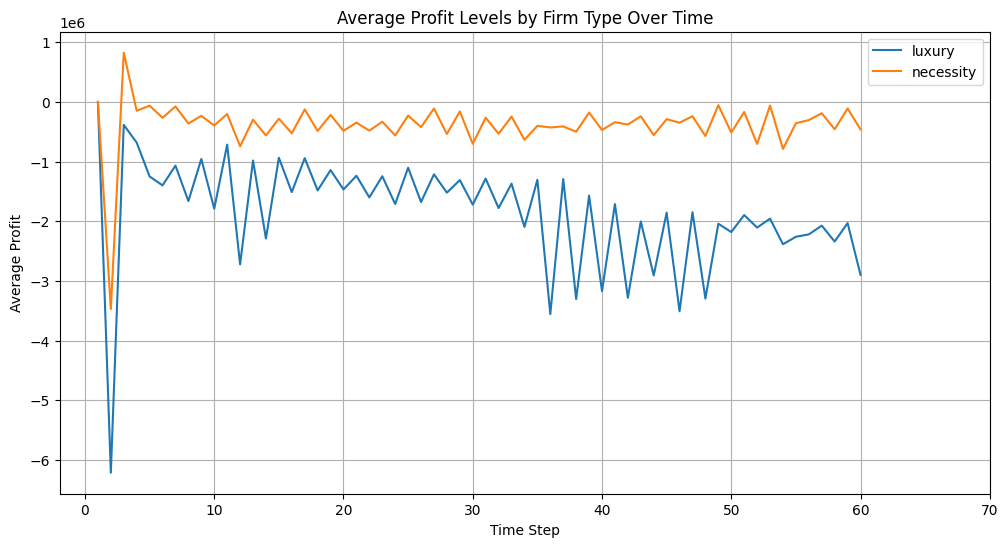 Average Profit Levels by Firm Type Over Time
1e6
luxury
necessity
1
0
−1
−2
−3
−4
−5
−6
Average Profit
0 10 20 30 40 50 60 70
Time Step